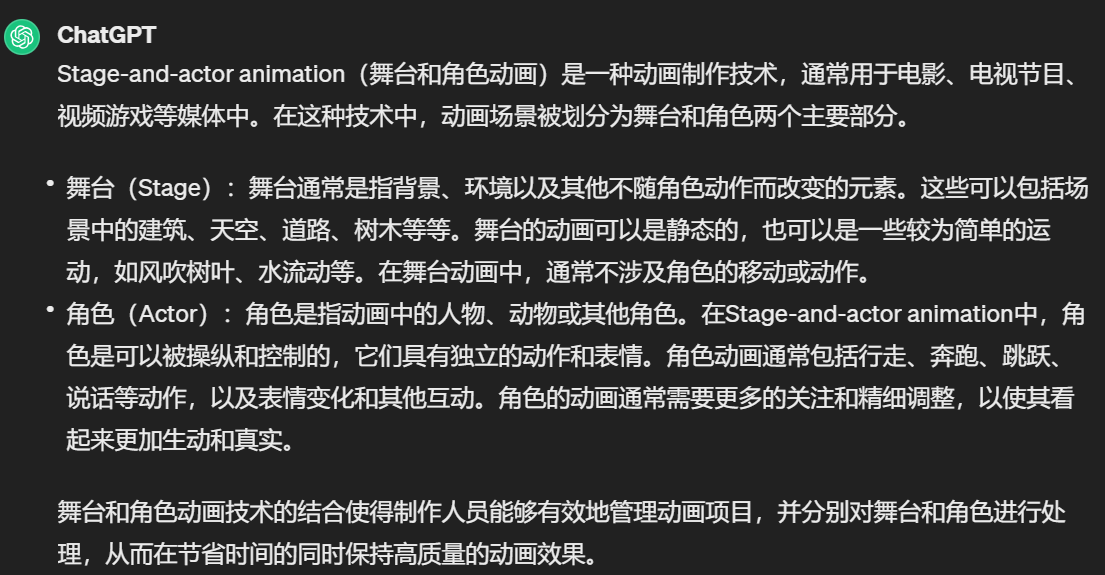 ChatGPT
Stage-and-actor animation（舞台和角色动画）是一种动画制作技术，通常用于电影、电视节目、
视频游戏等媒体中。在这种技术中，动画场景被划分为舞台和角色两个主要部分。
• 舞台（Stage）：舞台通常是指背景、环境以及其他不随角色动作而改变的元素。这些可以包括场
景中的建筑、天空、道路、树木等等。舞台的动画可以是静态的，也可以是一些较为简单的运
动，如风吹树叶、水流动等。在舞台动画中，通常不涉及角色的移动或动作。
• 角色（Actor）：角色是指动画中的人物、动物或其他角色。在Stage-and-actor animation中，角
色是可以被操纵和控制的，它们具有独立的动作和表情。角色动画通常包括行走、奔跑、跳跃、
说话等动作，以及表情变化和其他互动。角色的动画通常需要更多的关注和精细调整，以使其看
起来更加生动和真实。
舞台和角色动画技术的结合使得制作人员能够有效地管理动画项目，并分别对舞台和角色进行处
理，从而在节省时间的同时保持高质量的动画效果。